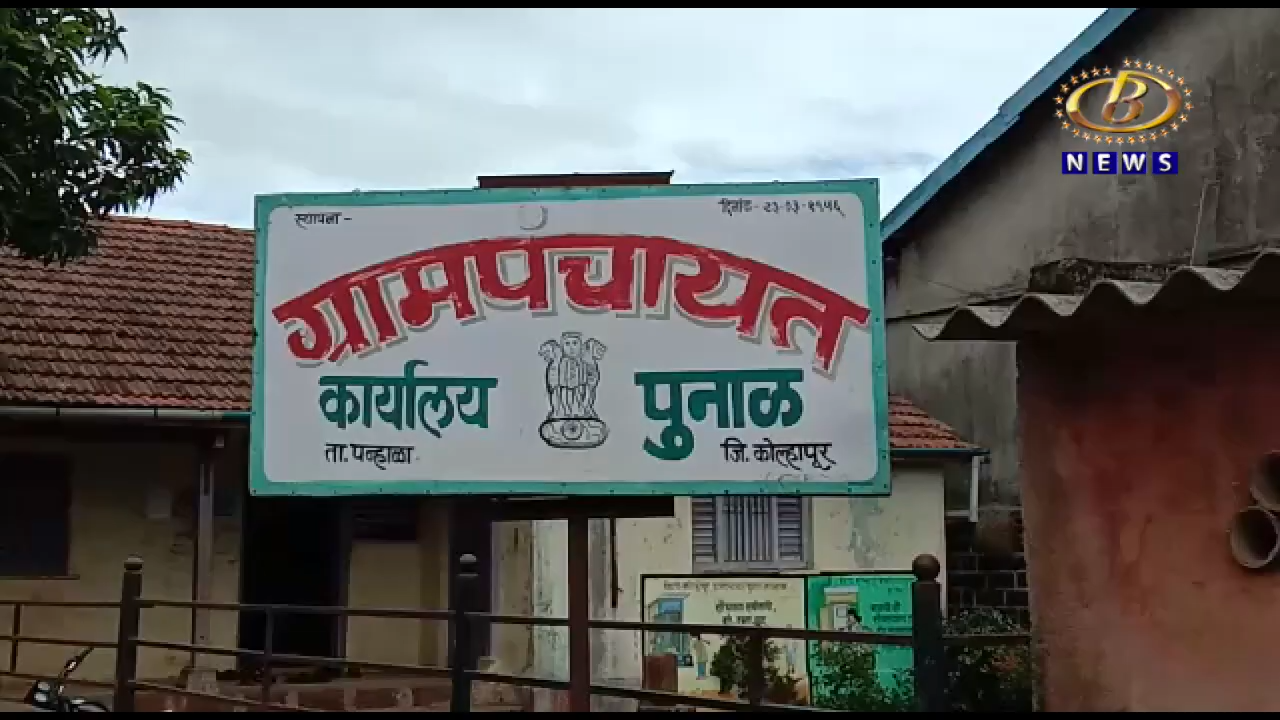 B
NEWS
स्थापना -
दिनांक - २३-०३-१९५६
ग्रामपंचायत
कार्यालय
पुनाळ
ता. पन्हाळा
जि. कोल्हापूर